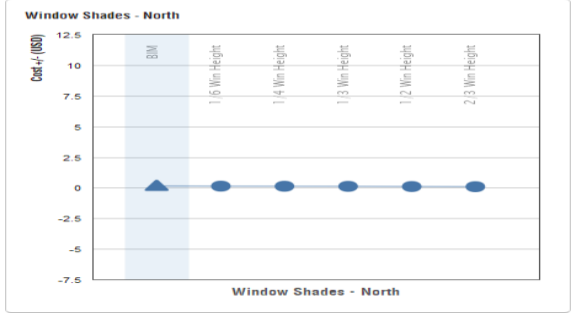 Window Shades - North
Cost +/- (USD)
12.5
10
7.5
5
2.5
0
-2.5
-5
-7.5
BIM
1/6 Win Height
1/4 Win Height
1/3 Win Height
1/2 Win Height
2/3 Win Height
Window Shades - North